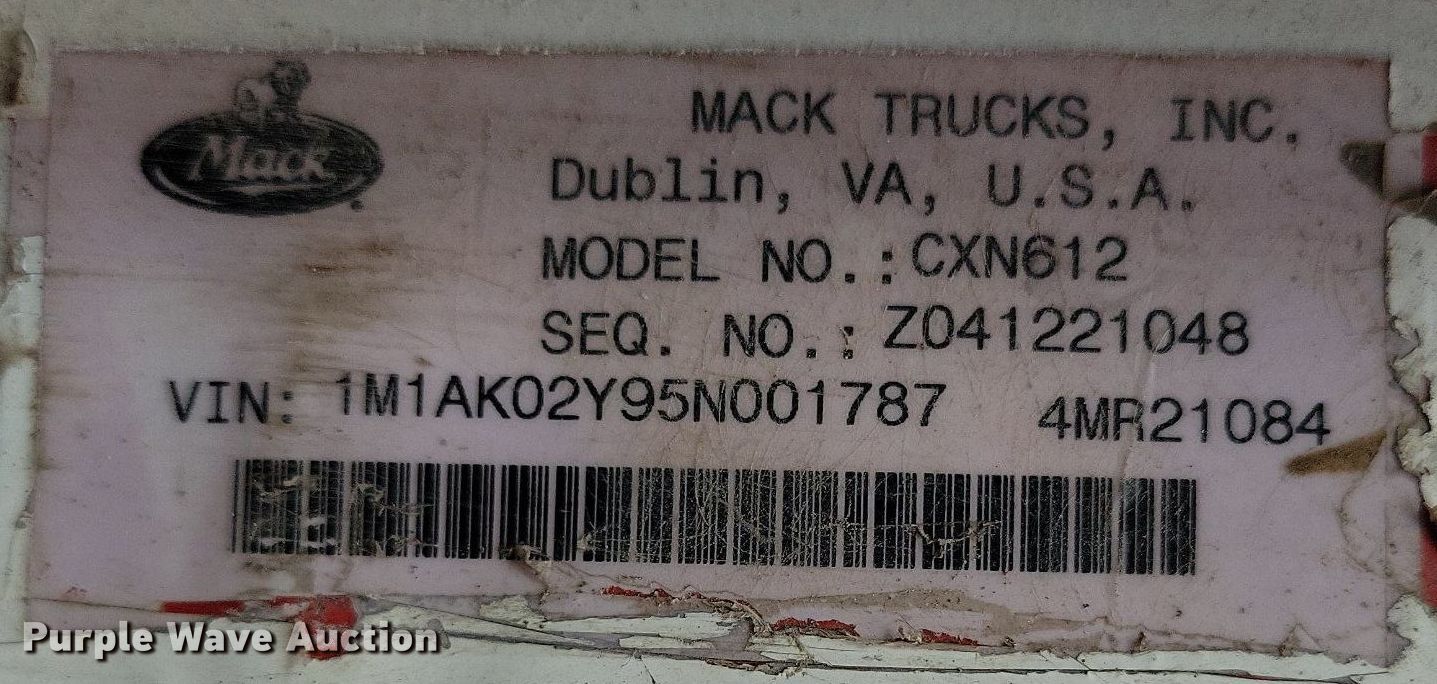 Mack
MACK TRUCKS, INC.
Dublin, VA, U.S.A.
MODEL NO.: CXN612
SEQ. NO.: Z041221048
VIN: 1M1AK02Y95N001787 4MR21084
Purple Wave Auction